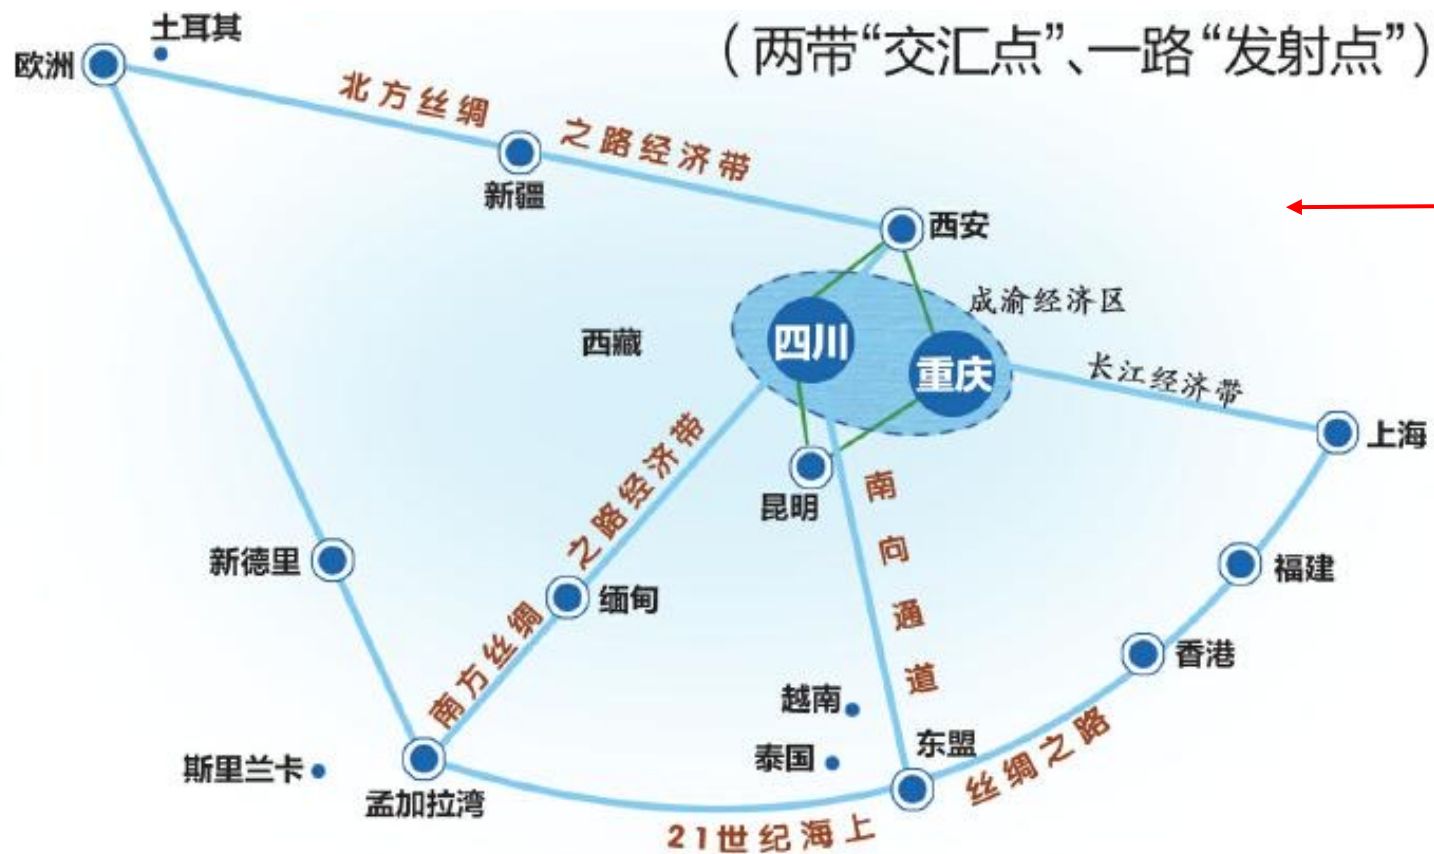 (两带“交汇点”、一路“发射点”)
土耳其
欧洲
北方丝绸
之路经济带
新疆
西安
成渝经济区
四川
西藏
重庆
长江经济带
上海
昆明
南向通道
南方丝绸
之路经济带
新德里
缅甸
福建
香港
越南
东盟
泰国
斯里兰卡
孟加拉湾
21世纪海上
丝绸之路